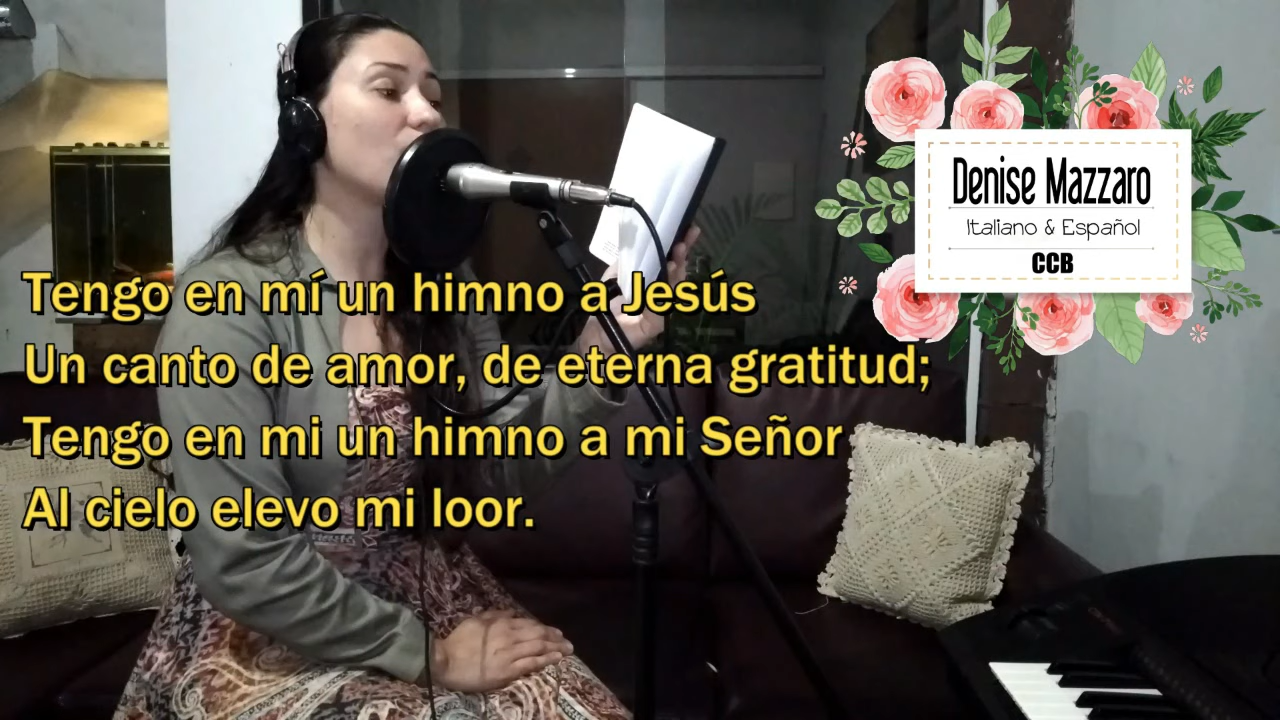 Tengo en mí un himno a Jesús
Un canto de amor, de eterna gratitud;
Tengo en mi un himno a mi Señor
Al cielo elevo mi loor.
Denise Mazzaro
Italiano & Español
CCB